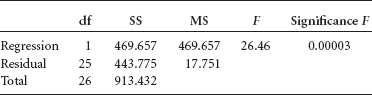 df SS MS F Significance F
Regression 1 469.657 469.657 26.46 0.00003
Residual 25 443.775 17.751
Total 26 913.432